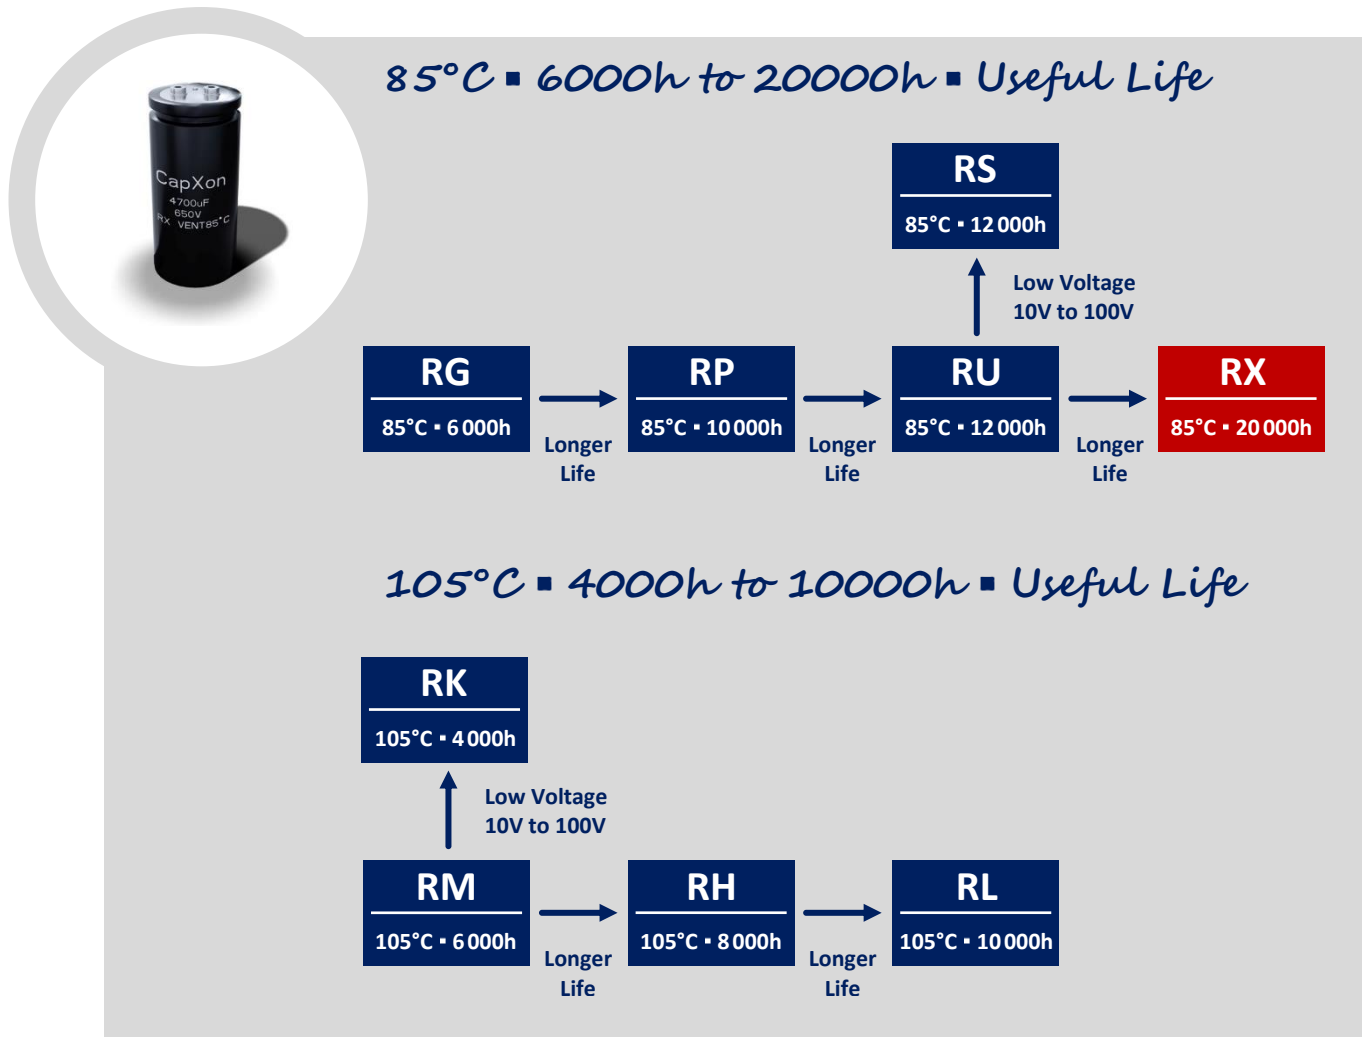 85°C ▪ 6000h to 20000h ▪ Useful Life
CapXon
4700uF
650V
RX VENT85°C
RS
85°C ▪ 12 000h
Low Voltage
10V to 100V
RG
85°C ▪ 6 000h
Longer
Life
RP
85°C ▪ 10 000h
Longer
Life
RU
85°C ▪ 12 000h
Longer
Life
RX
85°C ▪ 20 000h
105°C ▪ 4000h to 10000h ▪ Useful Life
RK
105°C ▪ 4 000h
Low Voltage
10V to 100V
RM
105°C ▪ 6 000h
Longer
Life
RH
105°C ▪ 8 000h
Longer
Life
RL
105°C ▪ 10 000h